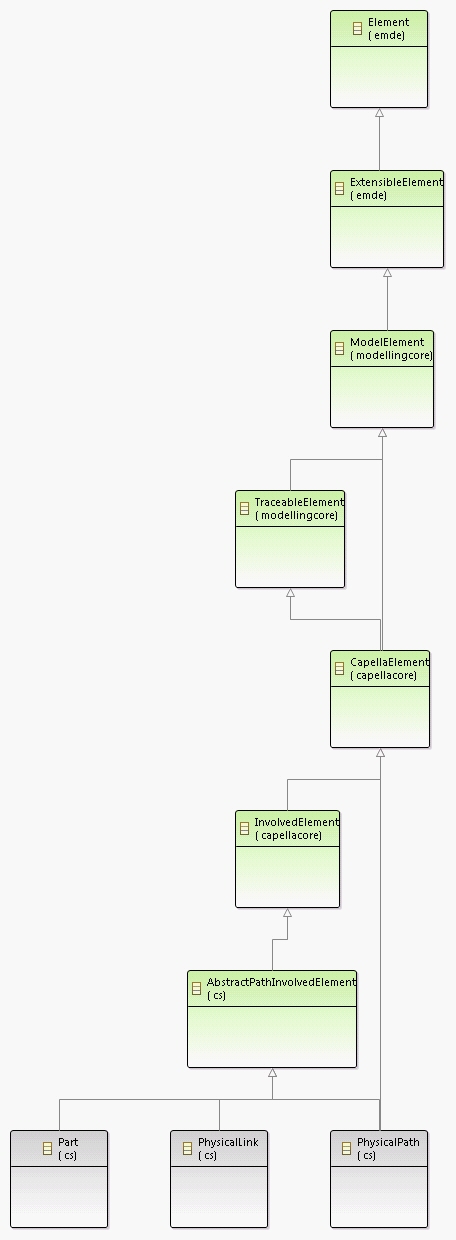 Element
( emde)
ExtensibleElement
( emde)
ModelElement
( modellingcore)
TraceableElement
( modellingcore)
CapellaElement
( capellacore)
InvolvedElement
( capellacore)
AbstractPathInvolvedElement
( cs)
Part
( cs)
PhysicalLink
( cs)
PhysicalPath
( cs)